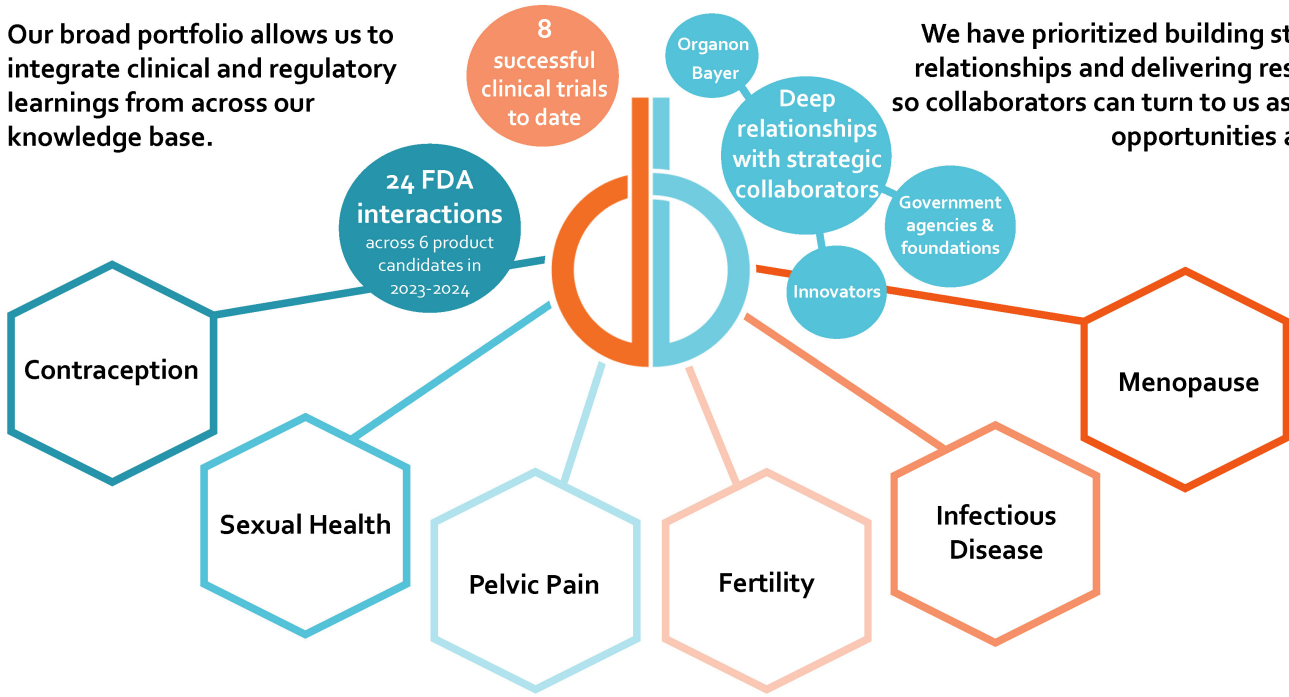 Our broad portfolio allows us to
integrate clinical and regulatory
learnings from across our
knowledge base.
8
successful
clinical trials
to date
24 FDA
interactions
across 6 product
candidates in
2023-2024
Organon
Bayer
Deep
relationships
with strategic
collaborators
Government
agencies &
foundations
Innovators
We have prioritized building
relationships and delivering
so collaborators can turn to us as
opportunities
Contraception
Sexual Health
Pelvic Pain
Fertility
Infectious
Disease
Menopause